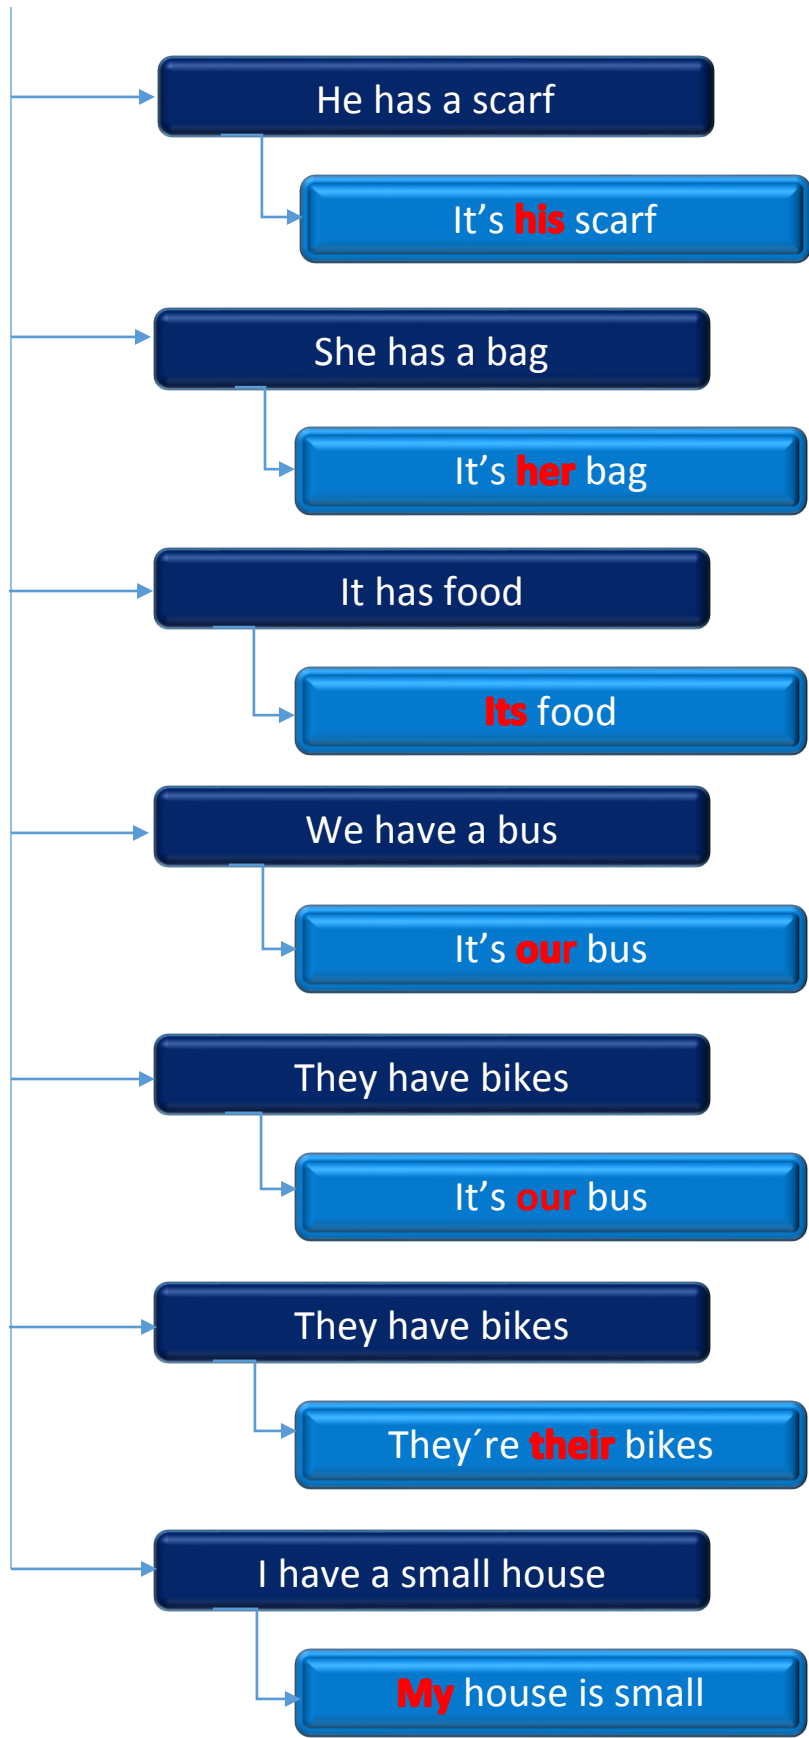 He has a scarf
It’s his scarf
She has a bag
It’s her bag
It has food
Its food
We have a bus
It’s our bus
They have bikes
It’s our bus
They have bikes
They´re their bikes
I have a small house
My house is small